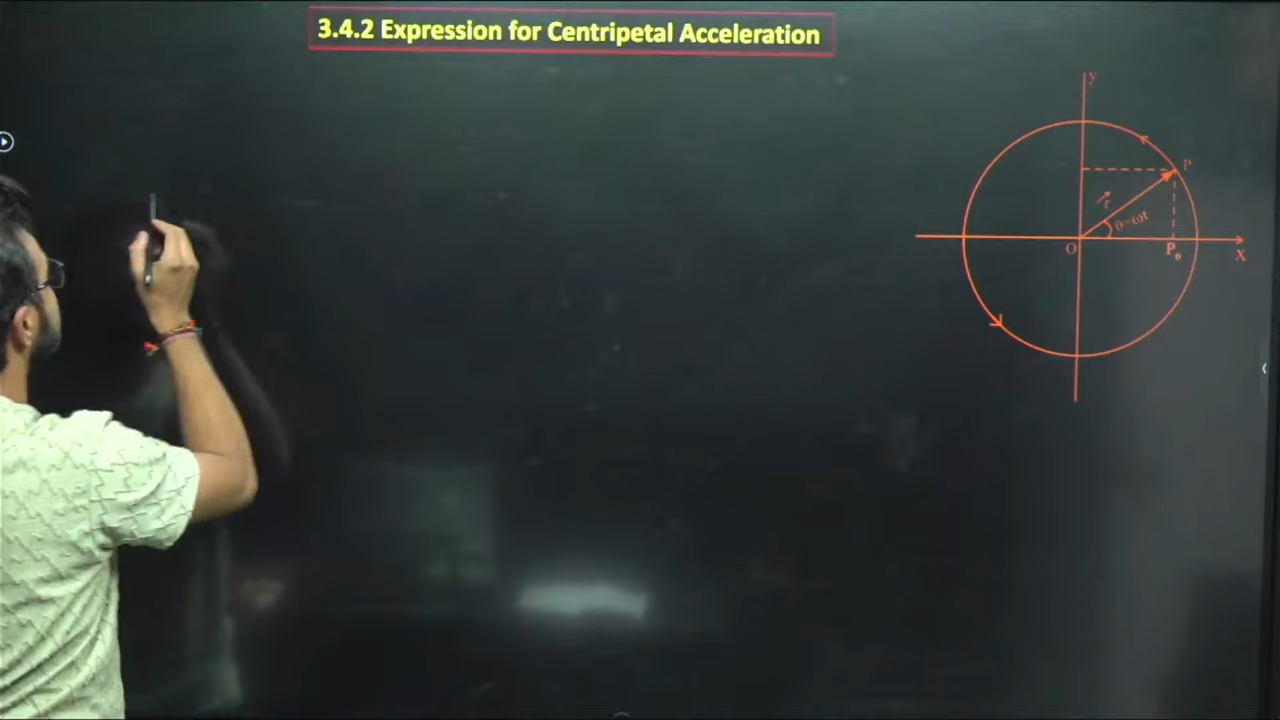 3.4.2 Expression for Centripetal Acceleration
y
P
r
θ=ωt
O
P₀
X